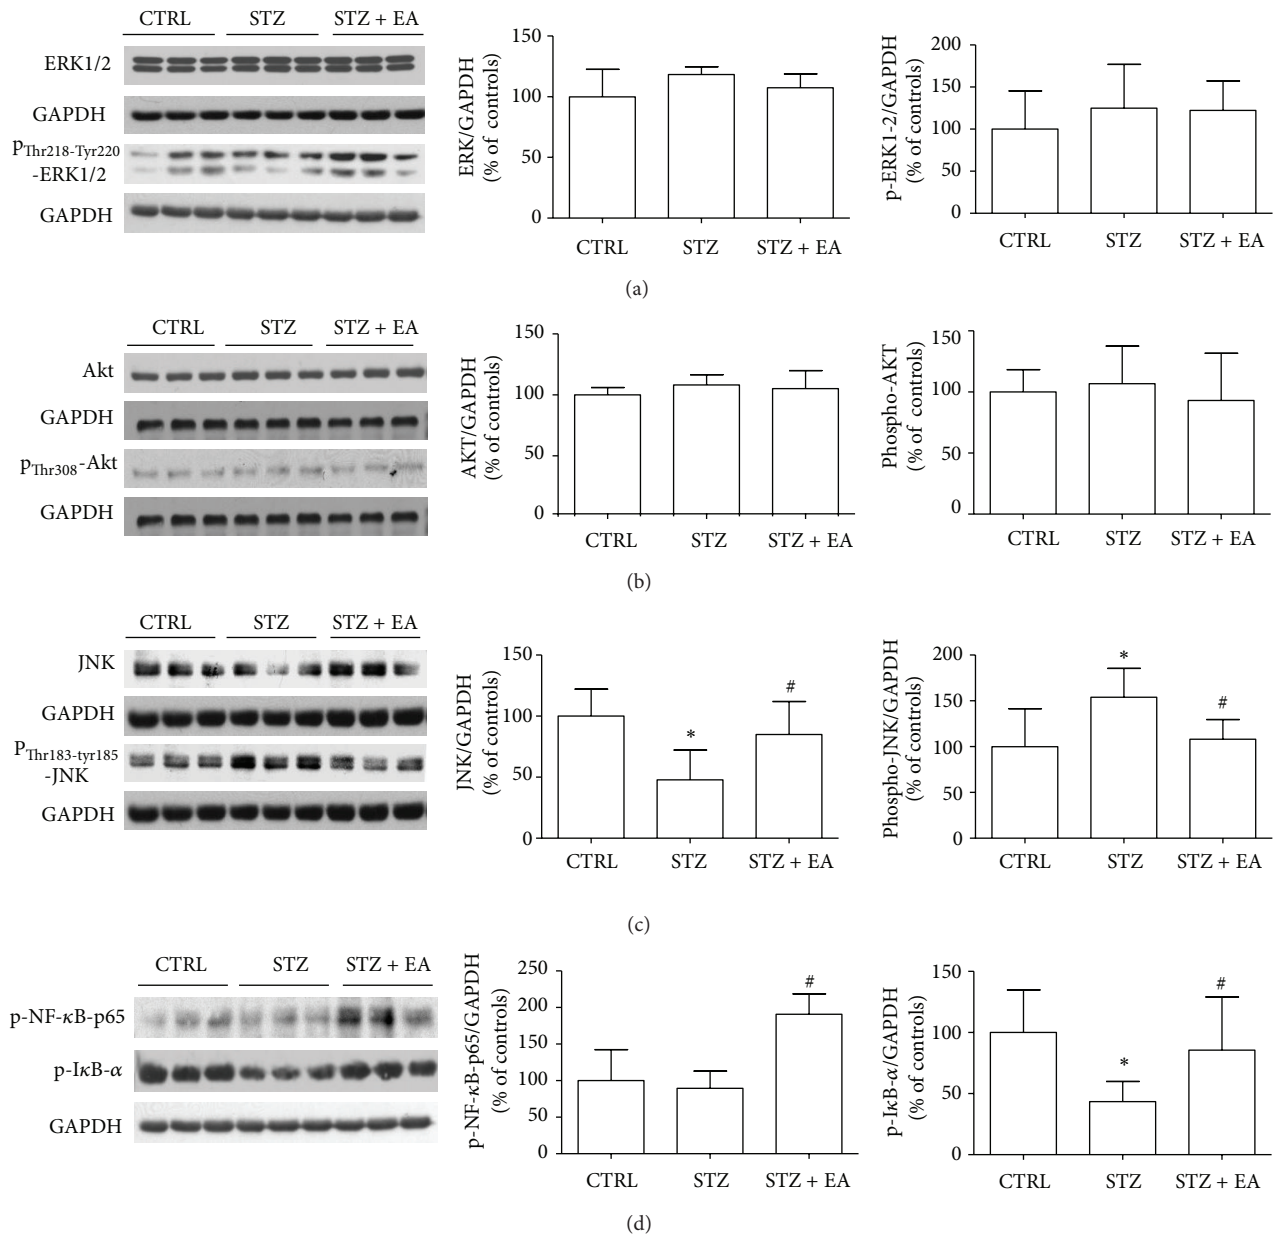 CTRL STZ STZ + EA
ERK1/2
GAPDH
PThr218-Tyr220
-ERK1/2
GAPDH
ERK/GAPDH
(% of controls)
150
100
50
0
CTRL STZ STZ + EA
p-ERK1-2/GAPDH
(% of controls)
200
150
100
50
0
CTRL STZ STZ + EA
(a)
CTRL STZ STZ + EA
Akt
GAPDH
pThr308-Akt
GAPDH
AKT/GAPDH
(% of controls)
150
100
50
0
CTRL STZ STZ + EA
Phospho-AKT
(% of controls)
150
100
50
0
CTRL STZ STZ + EA
(b)
CTRL STZ STZ + EA
JNK
GAPDH
PThr183-tyr185
-JNK
GAPDH
JNK/GAPDH
(% of controls)
150
100
50
0
*
#
CTRL STZ STZ + EA
Phospho-JNK/GAPDH
(% of controls)
200
150
100
50
0
*
#
CTRL STZ STZ + EA
(c)
CTRL STZ STZ + EA
p-NF-κB-p65
p-IκB-α
GAPDH
p-NF-κB-p65/GAPDH
(% of controls)
250
200
150
100
50
0
#
CTRL STZ STZ + EA
p-IκB-α/GAPDH
(% of controls)
150
100
50
0
*
#
CTRL STZ STZ + EA
(d)